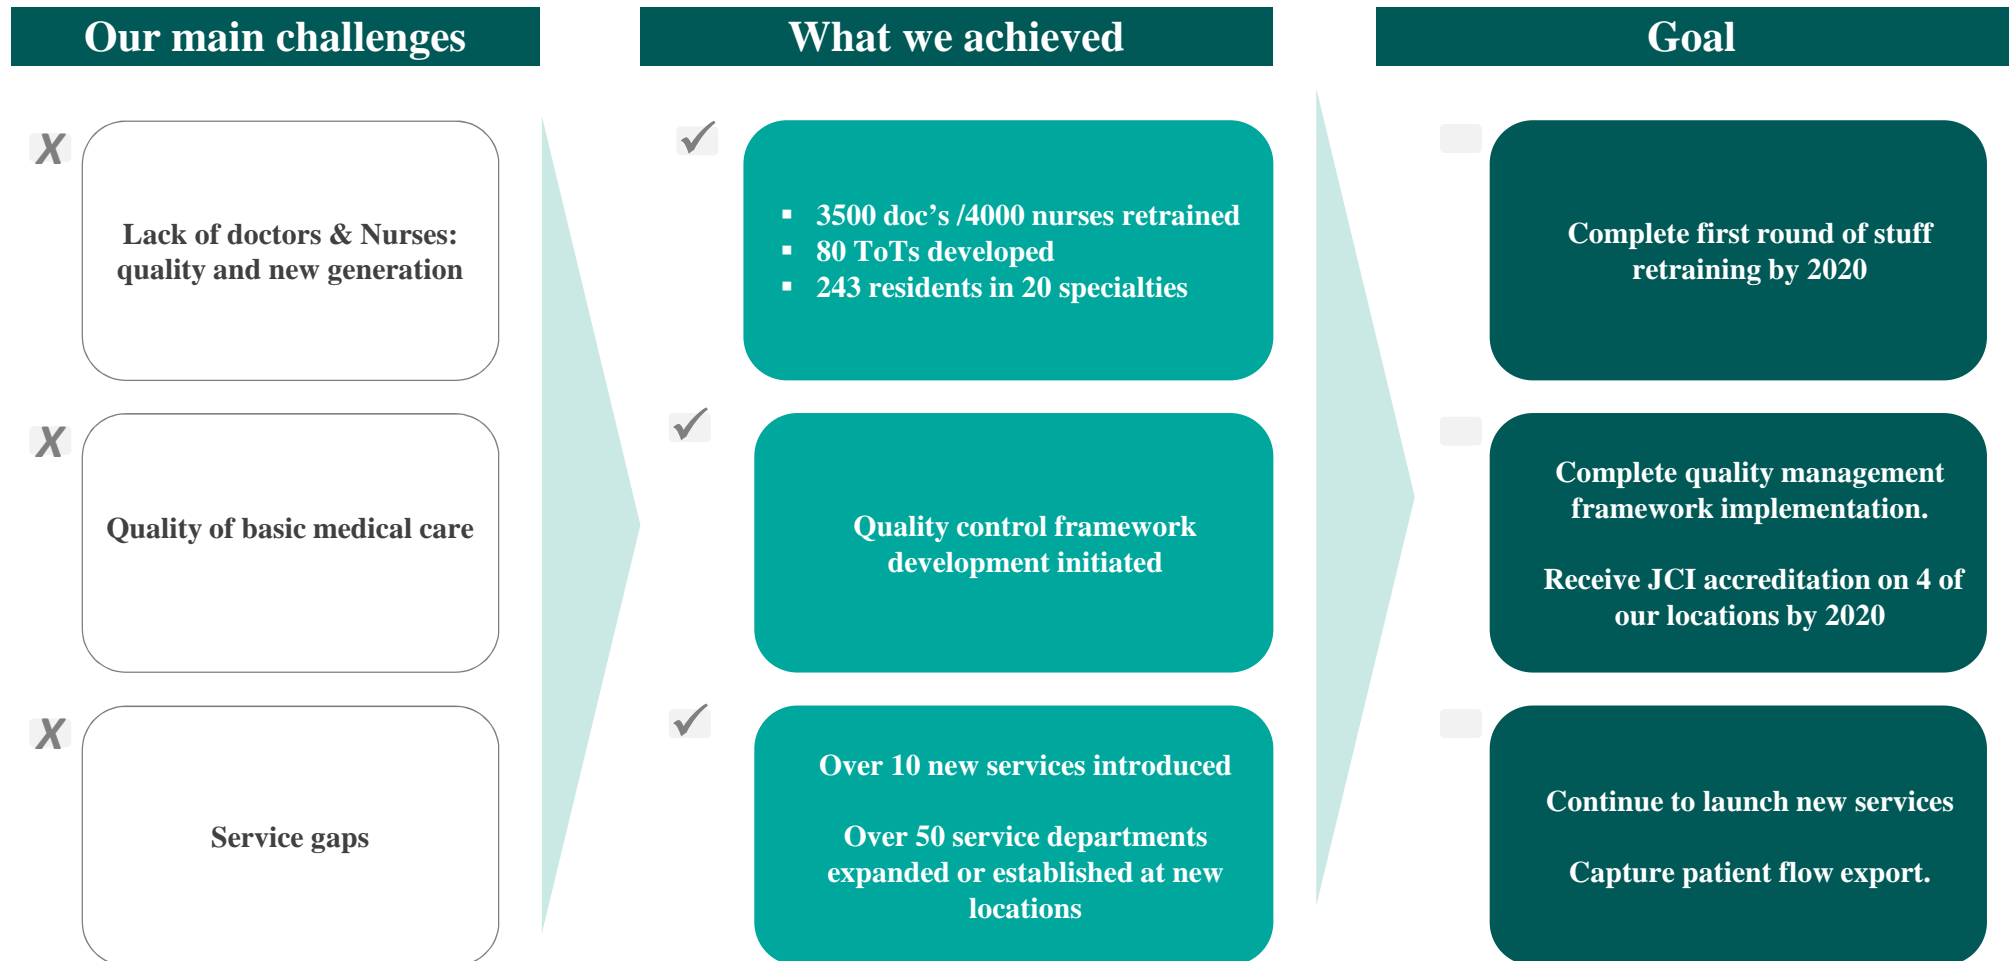 Our main challenges
What we achieved
Goal
X
Lack of doctors & Nurses:
quality and new generation
✓
▪ 3500 doc’s /4000 nurses retrained
▪ 80 ToTs developed
▪ 243 residents in 20 specialties
Complete first round of stuff
retraining by 2020
X
Quality of basic medical care
✓
Quality control framework
development initiated
Complete quality management
framework implementation.
Receive JCI accreditation on 4 of
our locations by 2020
X
Service gaps
✓
Over 10 new services introduced
Over 50 service departments
expanded or established at new
locations
Continue to launch new services
Capture patient flow export.